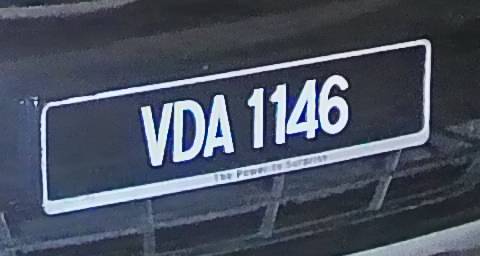 VDA 1146
The Power to Surprise